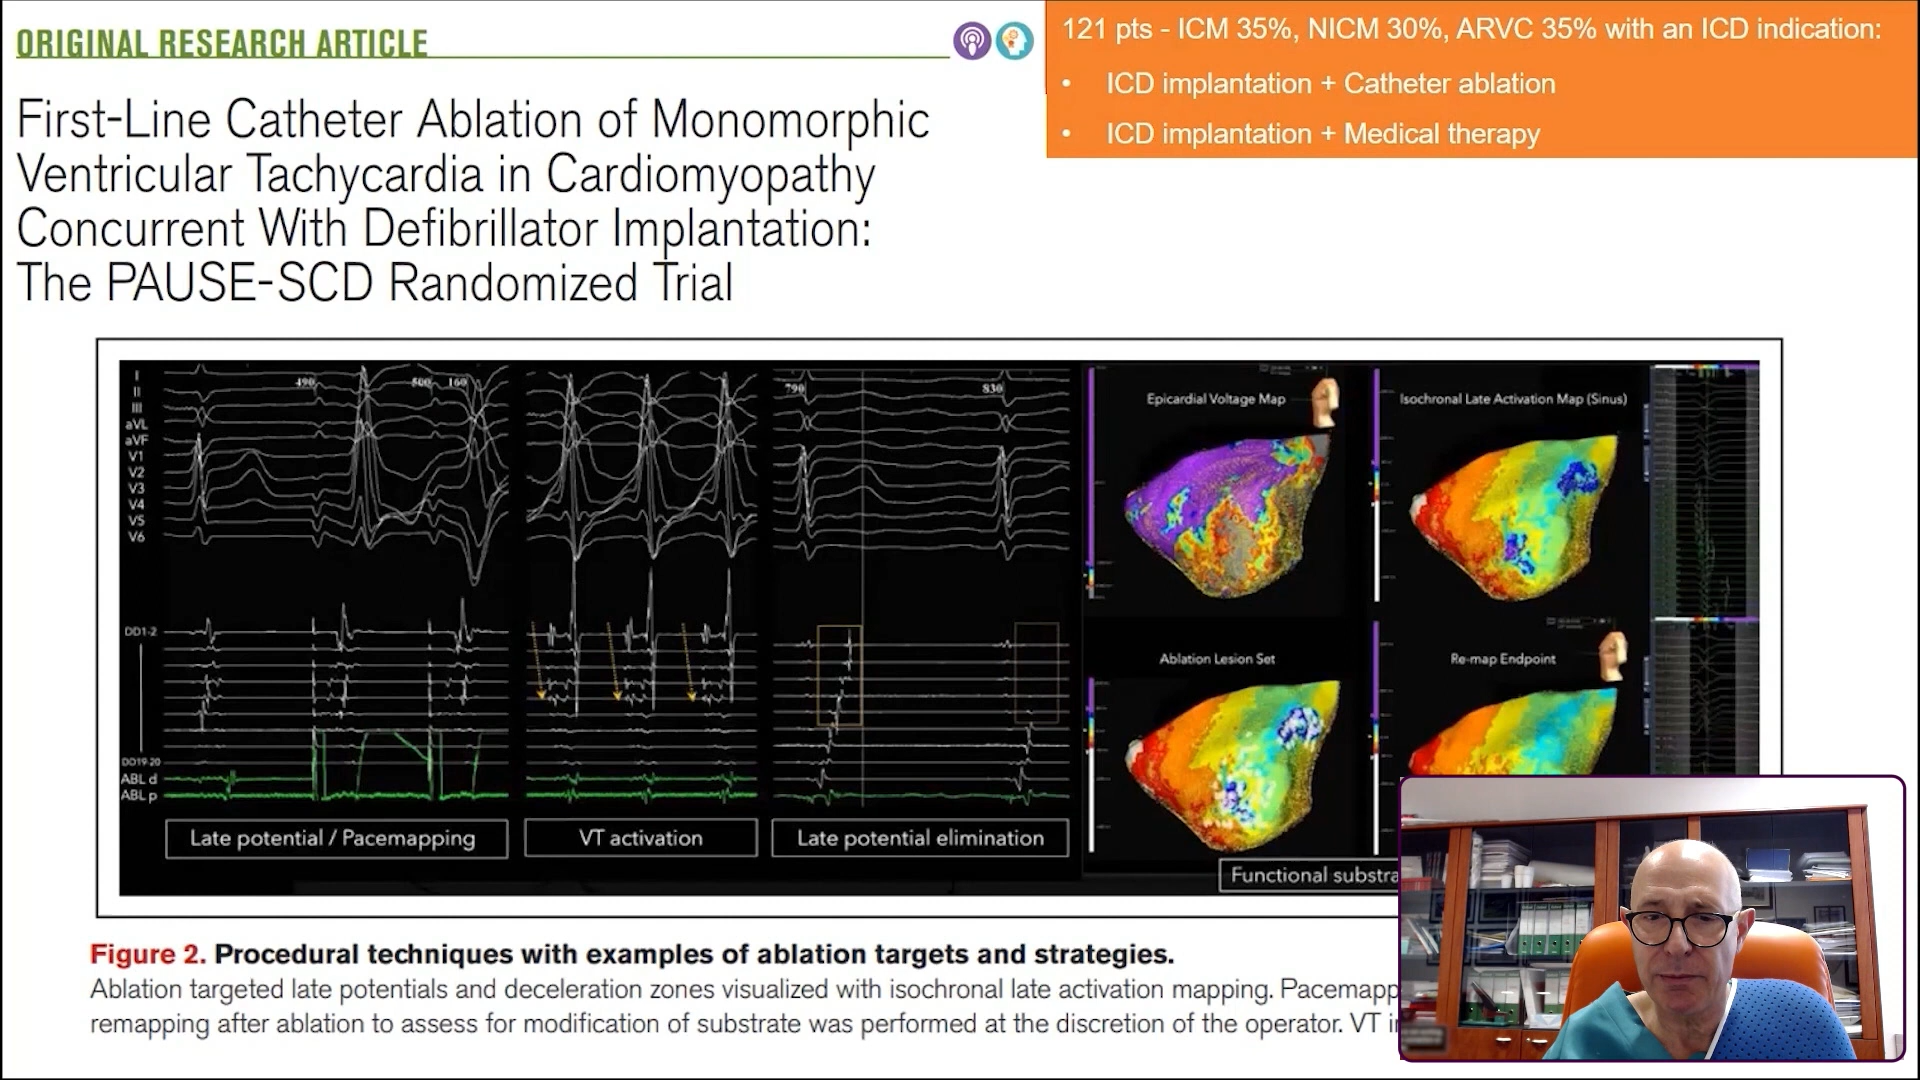 ORIGINAL RESEARCH ARTICLE
First-Line Catheter Ablation of Monomorphic
Ventricular Tachycardia in Cardiomyopathy
Concurrent With Defibrillator Implantation:
The PAUSE-SCD Randomized Trial
121 pts - ICM 35%, NICM 30%, ARVC 35% with an ICD indication:
• ICD implantation + Catheter ablation
• ICD implantation + Medical therapy
I
II
III
aVL
aVF
V1
V2
V3
V4
V5
V6
DD1-2
DD19-20
ABL d
ABL p
490 500 160
790 830
Late potential / Pacemapping
VT activation
Late potential elimination
Epicardial Voltage Map
Isochronal Late Activation Map (Sinus)
Ablation Lesion Set
Re-map Endpoint
Functional substra
Figure 2. Procedural techniques with examples of ablation targets and strategies.
Ablation targeted late potentials and deceleration zones visualized with isochronal late activation mapping. Pacemapp
remapping after ablation to assess for modification of substrate was performed at the discretion of the operator. VT i